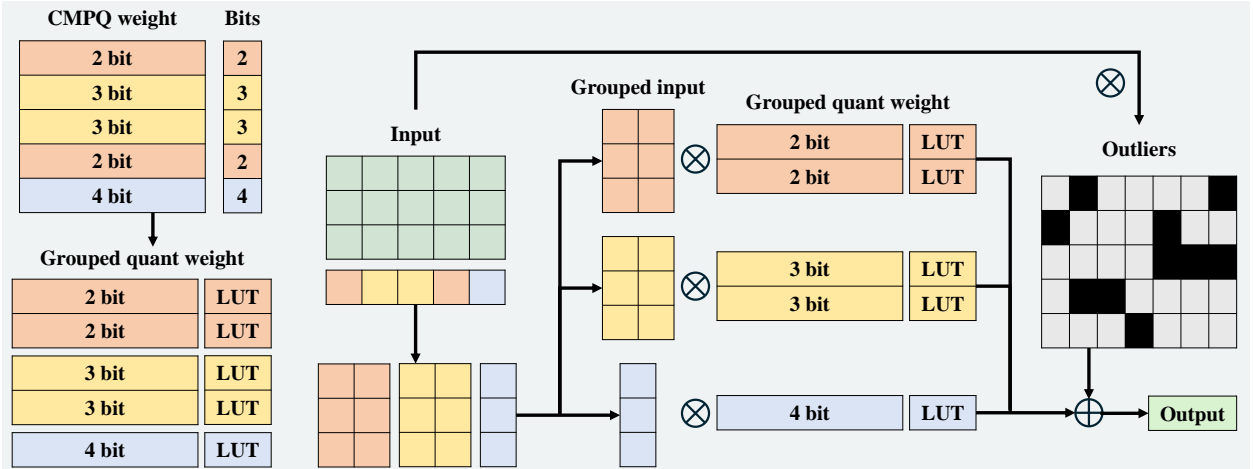 CMPQ weight
Bits
2 bit
2
3 bit
3
3 bit
3
2 bit
2
4 bit
4
Grouped quant weight
2 bit
LUT
2 bit
LUT
3 bit
LUT
3 bit
LUT
4 bit
LUT
Input
Grouped input
Grouped quant weight
2 bit
LUT
2 bit
LUT
3 bit
LUT
3 bit
LUT
4 bit
LUT
Outliers
Output